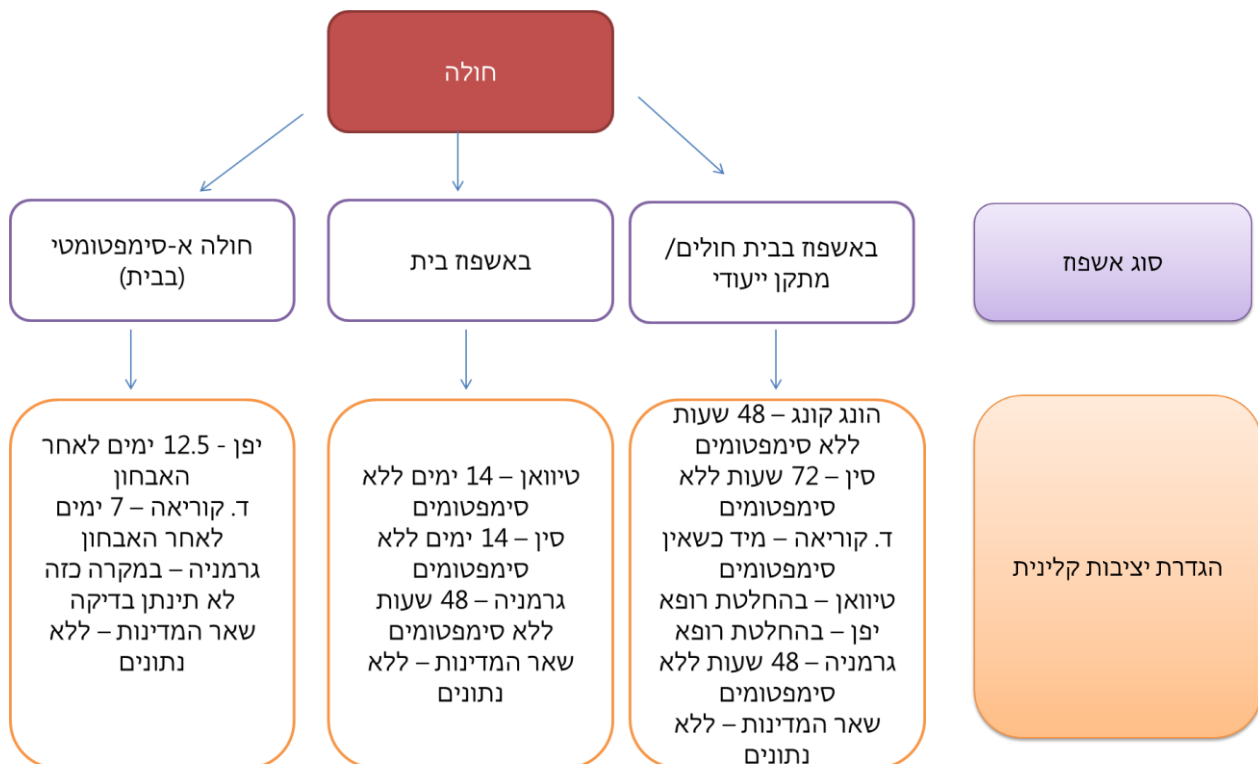 חולה
סוג אשפוז
באשפוז בבית חולים/
מתקן ייעודי
באשפוז בית
חולה א-סימפטומטי
(בבית)
הגדרת יציבות קלינית
הונג קונג – 48 שעות
ללא סימפטומים
סין – 72 שעות ללא
סימפטומים
ד. קוריאה – מיד כשאין
סימפטומים
טיוואן – בהחלטת רופא
יפן – בהחלטת רופא
גרמניה – 48 שעות ללא
סימפטומים
שאר המדינות – ללא
נתונים
טיוואן – 14 ימים ללא
סימפטומים
סין – 14 ימים ללא
סימפטומים
גרמניה – 48 שעות
ללא סימפטומים
שאר המדינות – ללא
נתונים
יפן - 12.5 ימים לאחר
האבחון
ד. קוריאה – 7 ימים
לאחר האבחון
גרמניה – במקרה כזה
לא תינתן בדיקה
שאר המדינות – ללא
נתונים